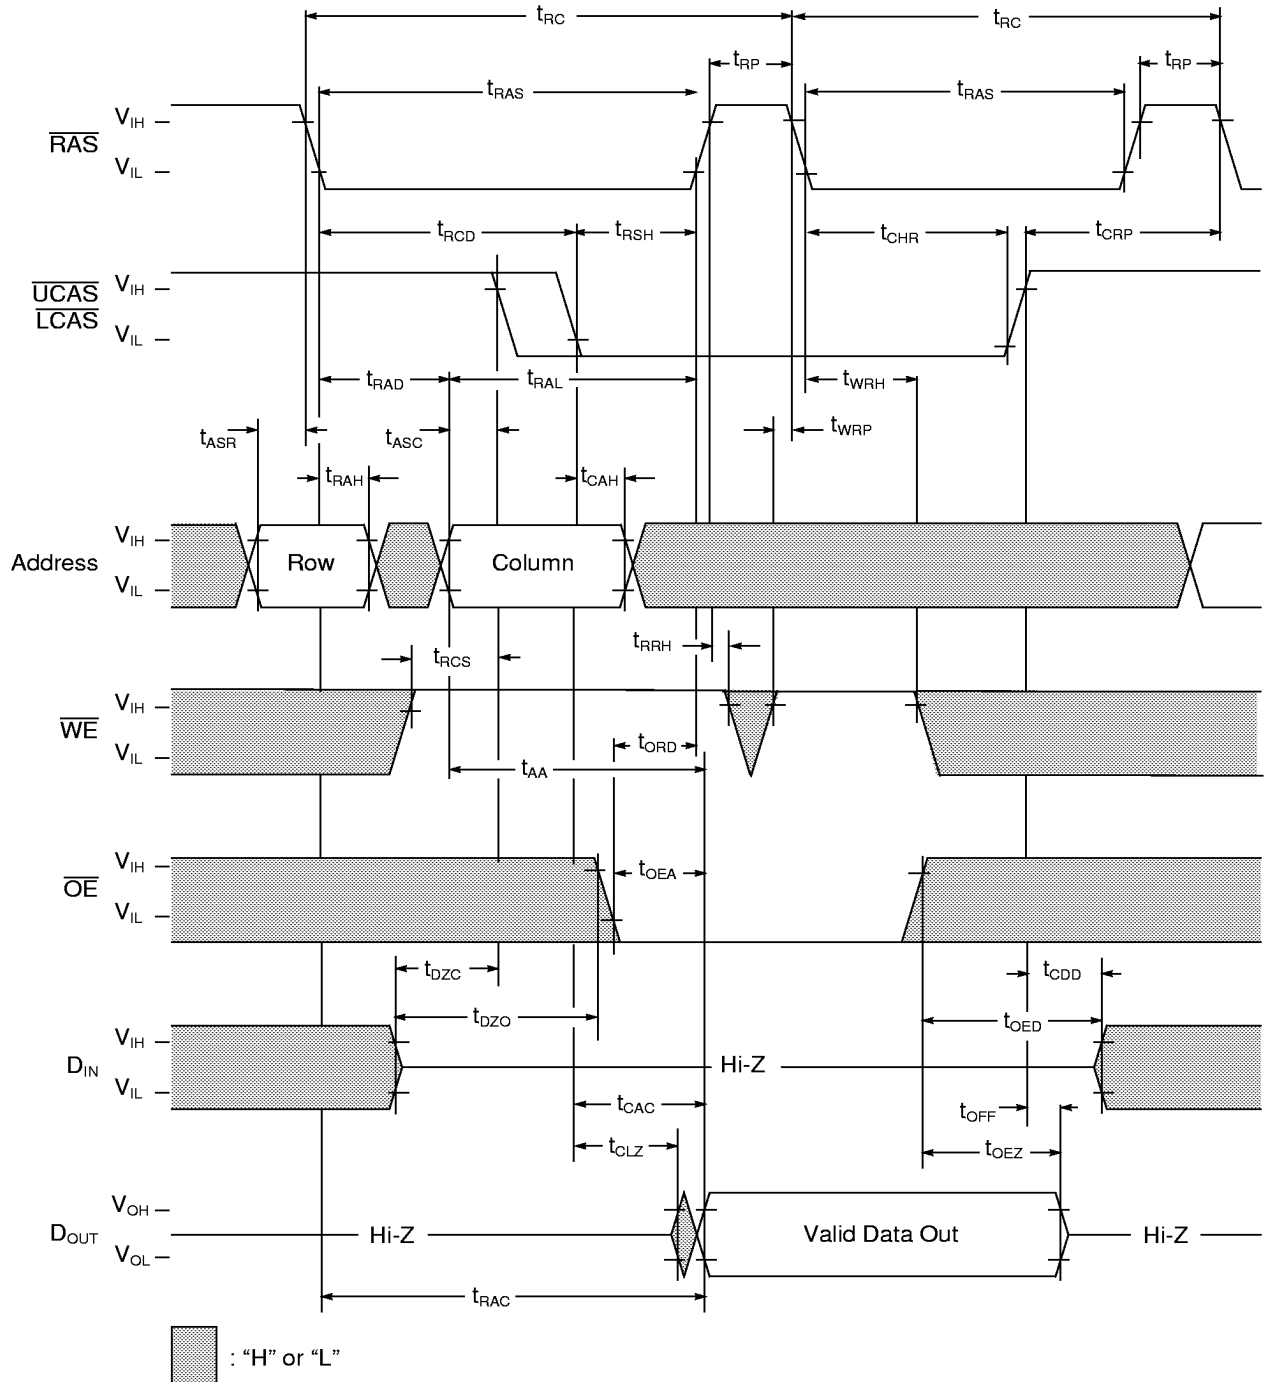 tRC tRC
tRP tRP
tRAS tRAS
VIH
RAS
VIL
tRCD tRSH tCHR tCRP
VIH
UCAS
LCAS
VIL
tRAD tRAL tWRH
tASR tASC tWRP
tRAH tCAH
VIH
Address Row Column
VIL
tRRH
tRCS
VIH
WE
VIL
tORD
tAA
VIH
OE tOEA
VIL
tDZC tCDD
tDZO tOED
VIH
DIN Hi-Z
VIL
tCAC tOFF
tCLZ tOEZ
VOH
DOUT Hi-Z Valid Data Out Hi-Z
VOL
tRAC
: “H” or “L”